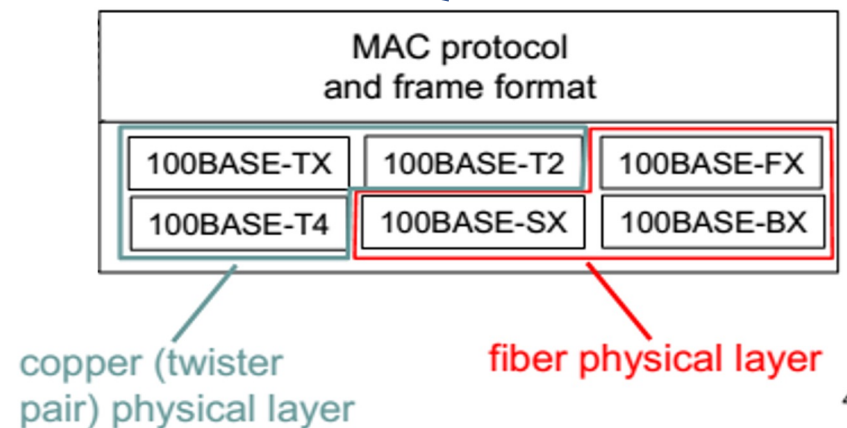 MAC protocol
and frame format
100BASE-TX 100BASE-T2 100BASE-FX
100BASE-T4 100BASE-SX 100BASE-BX
copper (twister
pair) physical layer
fiber physical layer